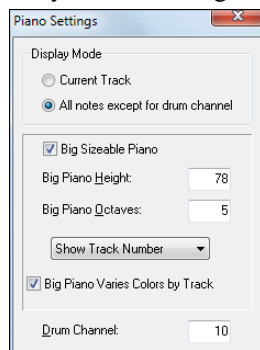 Piano Settings
Display Mode
Current Track
All notes except for drum channel
Big Sizeable Piano
Big Piano Height: 78
Big Piano Octaves: 5
Show Track Number
Big Piano Varies Colors by Track
Drum Channel: 10